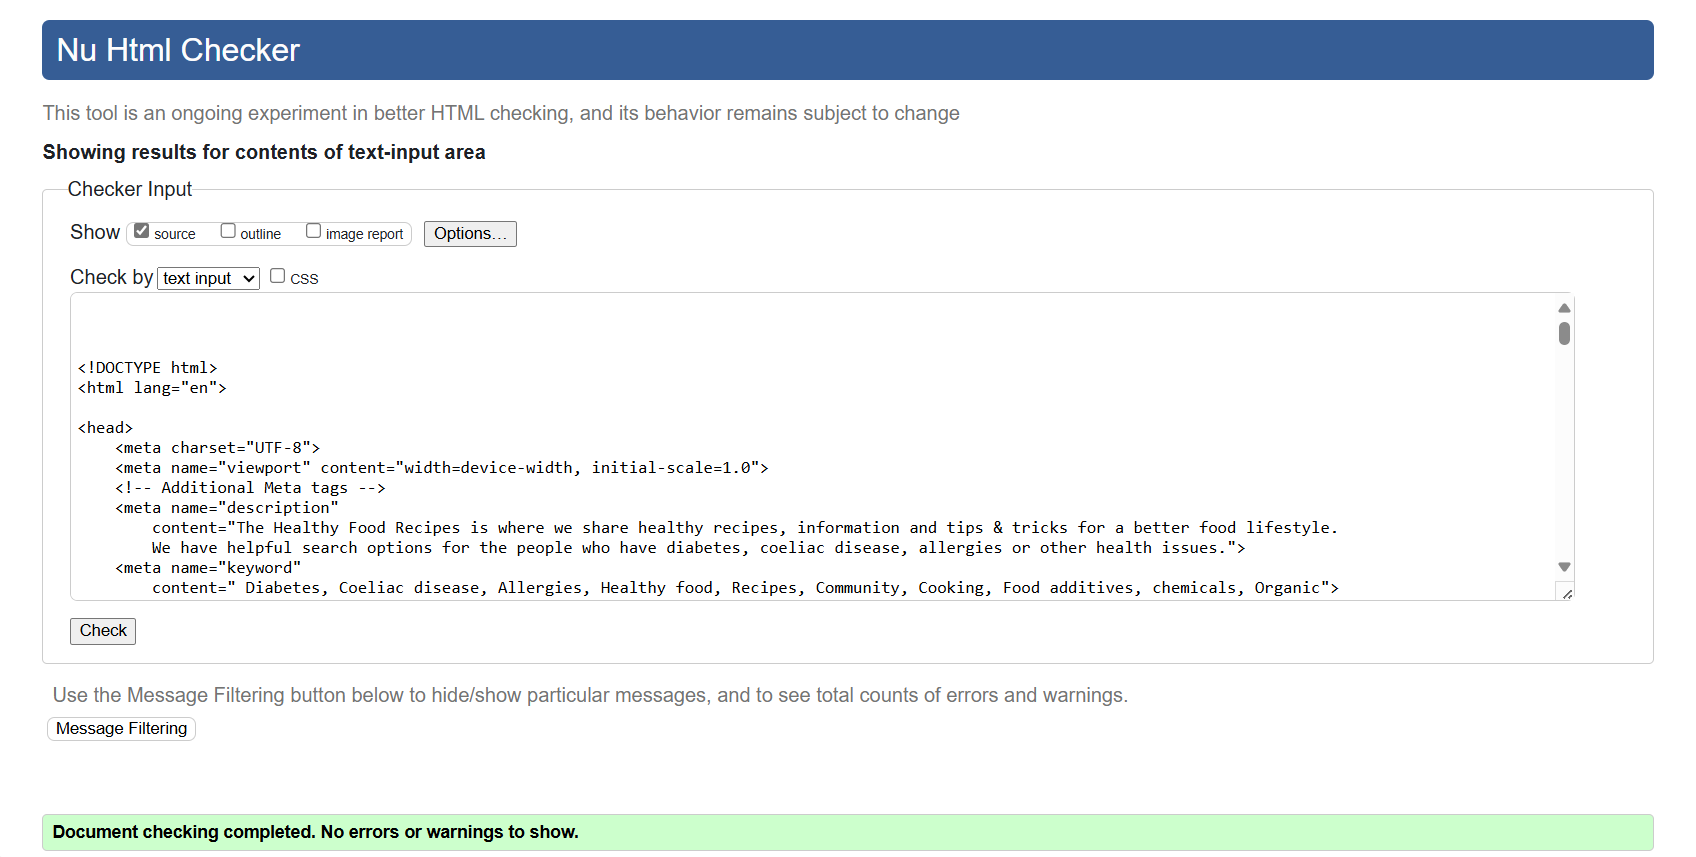 Nu Html Checker
This tool is an ongoing experiment in better HTML checking, and its behavior remains subject to change
Showing results for contents of text-input area
Checker Input
Show source outline image report Options...
Check by text input CSS
<!DOCTYPE html>
<html lang="en">
<head>
    <meta charset="UTF-8">
    <meta name="viewport" content="width=device-width, initial-scale=1.0">
    <!-- Additional Meta tags -->
    <meta name="description"
        content="The Healthy Food Recipes is where we share healthy recipes, information and tips & tricks for a better food lifestyle.
        We have helpful search options for the people who have diabetes, coeliac disease, allergies or other health issues.">
    <meta name="keyword"
        content=" Diabetes, Coeliac disease, Allergies, Healthy food, Recipes, Community, Cooking, Food additives, chemicals, Organic">
Check
Use the Message Filtering button below to hide/show particular messages, and to see total counts of errors and warnings.
Message Filtering
Document checking completed. No errors or warnings to show.